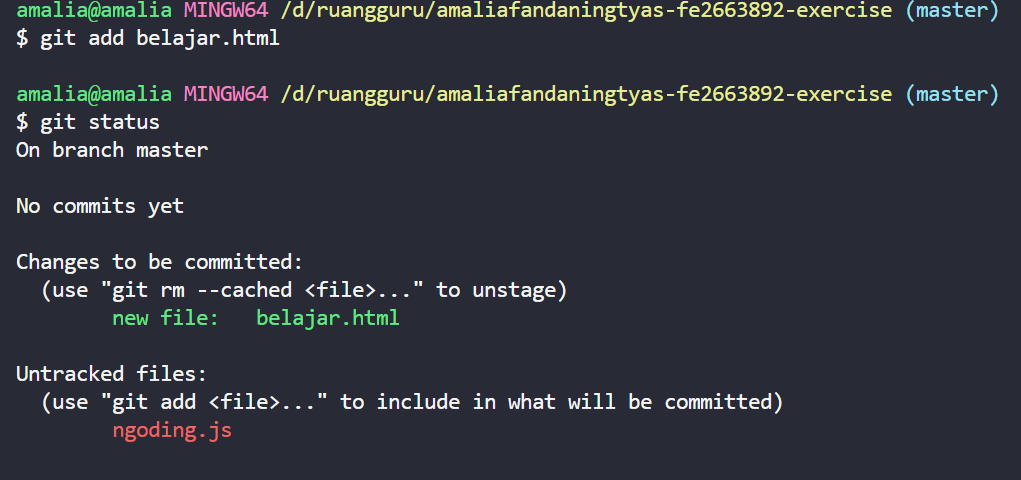 amalia@amalia MINGW64 /d/ruangguru/amaliafandaningtyas-fe2663892-exercise (master)
$ git add belajar.html
amalia@amalia MINGW64 /d/ruangguru/amaliafandaningtyas-fe2663892-exercise (master)
$ git status
On branch master
No commits yet
Changes to be committed:
  (use "git rm --cached <file>..." to unstage)
        new file:   belajar.html
Untracked files:
  (use "git add <file>..." to include in what will be committed)
        ngoding.js